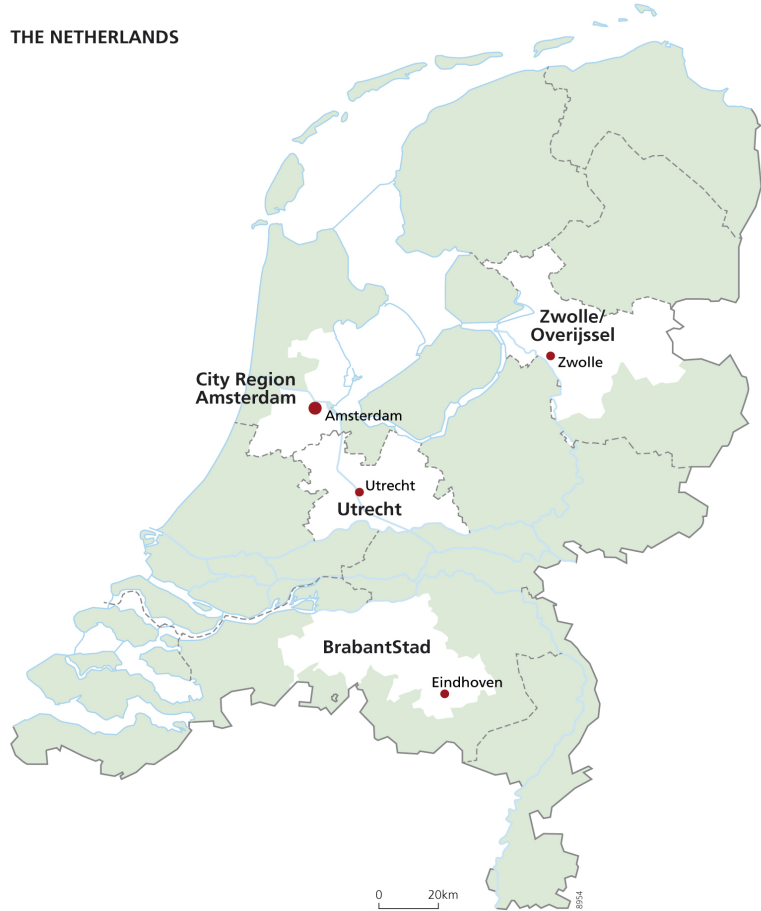 THE NETHERLANDS
Zwolle/
Overijssel
Zwolle
City Region
Amsterdam
Amsterdam
Utrecht
Utrecht
BrabantStad
Eindhoven
0 20km
8954